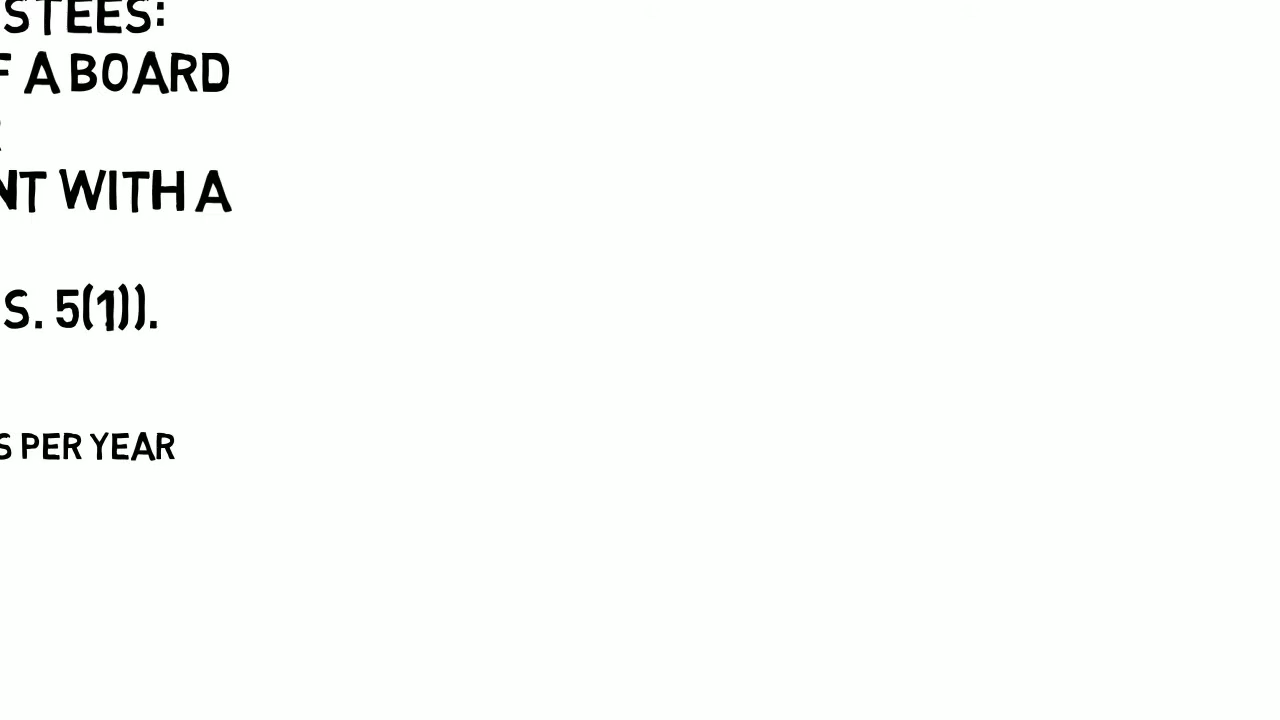 STEES:
F A BOARD
NT WITH A
S. 5(1)).
S PER YEAR